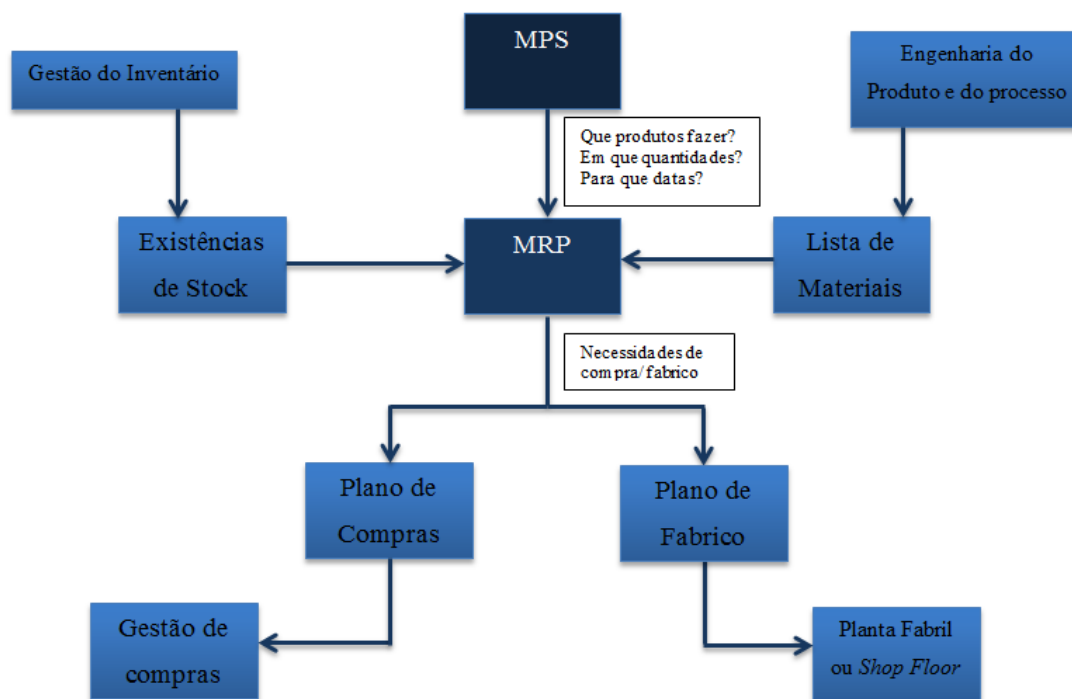 MPS
Gestão do Inventário
Engenharia do
Produto e do processo
Que produtos fazer?
Em que quantidades?
Para que datas?
Existências
de Stock
MRP
Lista de
Materiais
Necessidades de
compra/fabrico
Plano de
Compras
Plano de
Fabrico
Gestão de
compras
Planta Fabril
ou Shop Floor